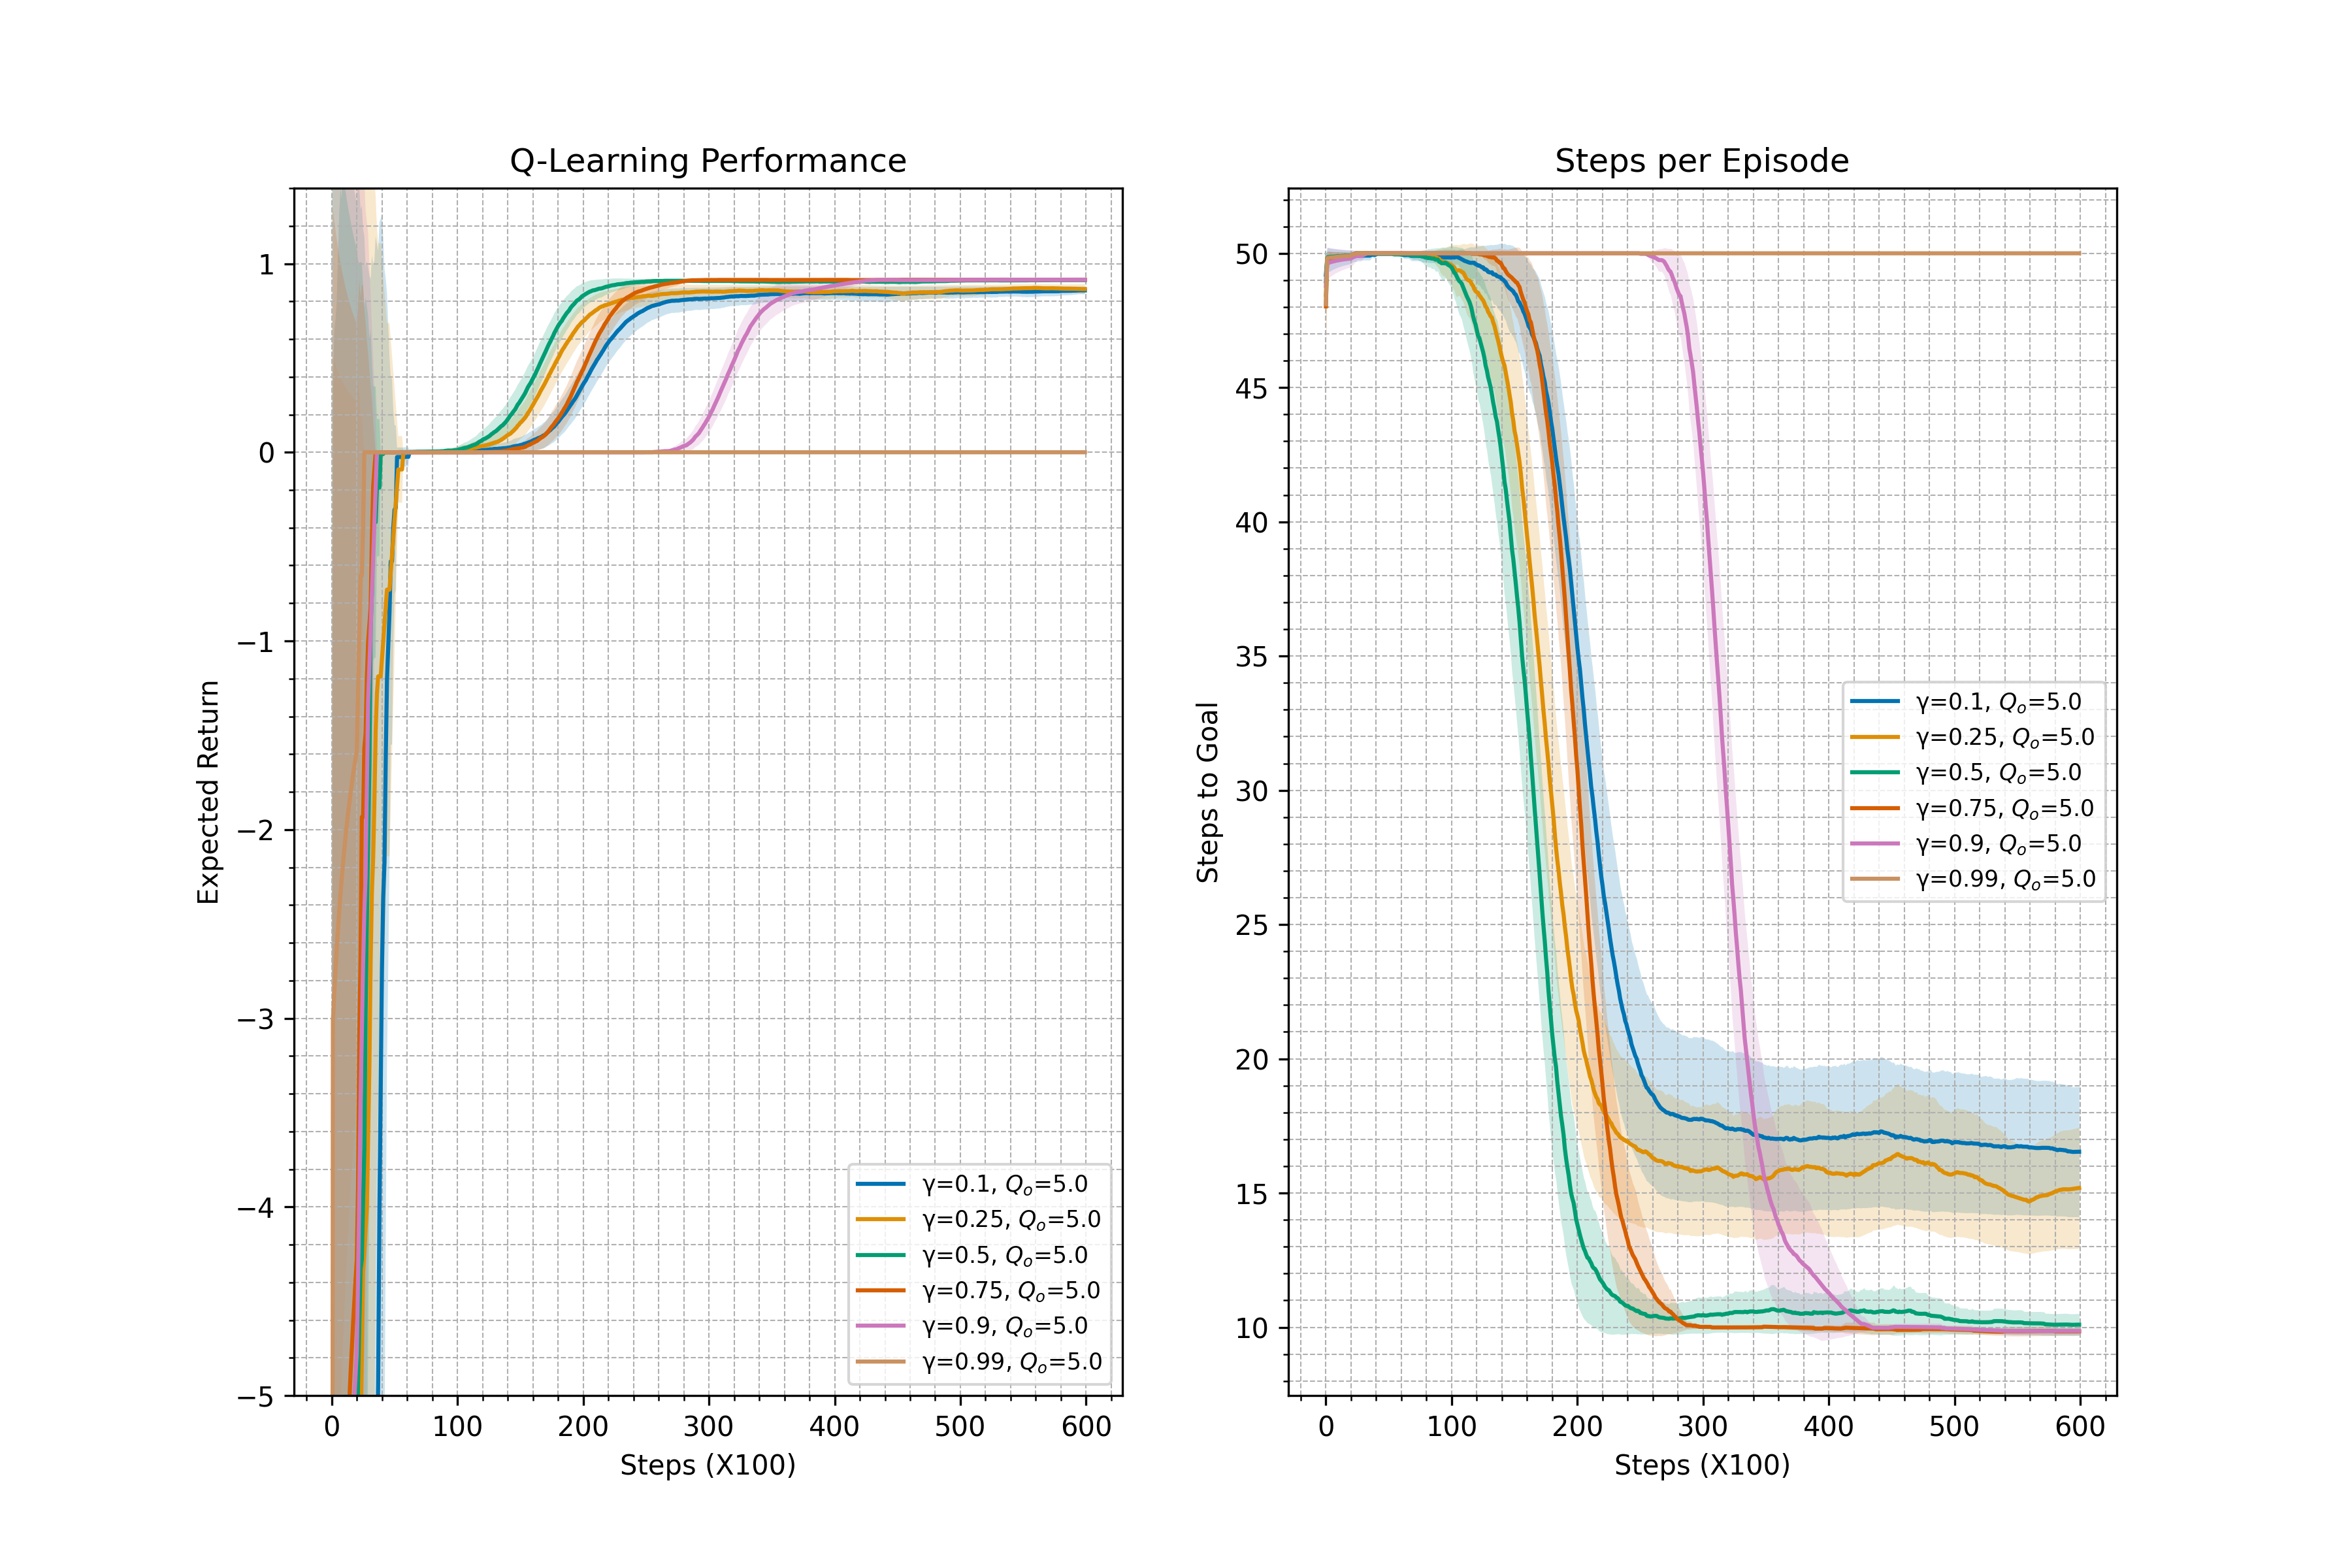 Q-Learning Performance
Expected Return
1
0
−1
−2
−3
−4
−5
0 100 200 300 400 500 600
Steps (X100)
γ=0.1, Qₒ=5.0
γ=0.25, Qₒ=5.0
γ=0.5, Qₒ=5.0
γ=0.75, Qₒ=5.0
γ=0.9, Qₒ=5.0
γ=0.99, Qₒ=5.0
Steps per Episode
Steps to Goal
50
45
40
35
30
25
20
15
10
0 100 200 300 400 500 600
Steps (X100)
γ=0.1, Qₒ=5.0
γ=0.25, Qₒ=5.0
γ=0.5, Qₒ=5.0
γ=0.75, Qₒ=5.0
γ=0.9, Qₒ=5.0
γ=0.99, Qₒ=5.0